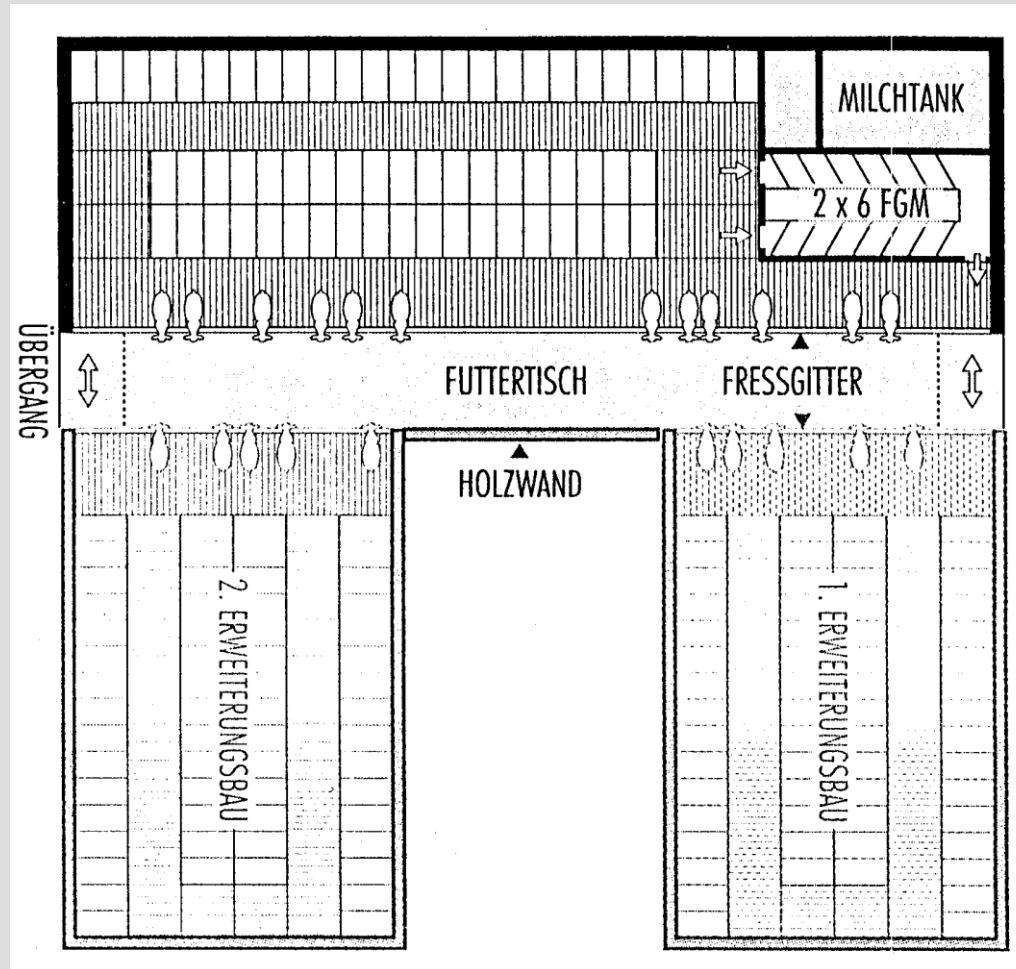 MILCHTANK
2 x 6 FGM
ÜBERGANG
FUTTERTISCH
FRESSGITTER
HOLZWAND
2. ERWEITERUNGSBAU
1. ERWEITERUNGSBAU